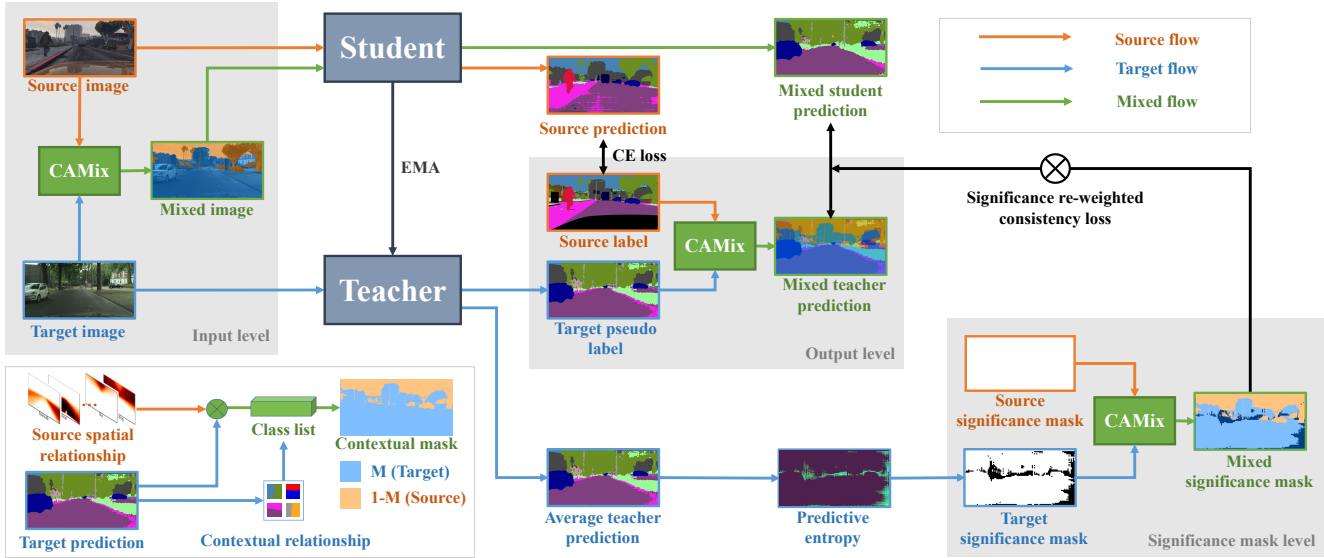 Source image
CAMix
Mixed image
Target image
Input level
Student
EMA
Teacher
Source prediction
CE loss
Source label
Target pseudo
label
CAMix
Mixed student
prediction
Mixed teacher
prediction
Output level
Source flow
Target flow
Mixed flow
Significance re-weighted
consistency loss
Source spatial
relationship
Target prediction
Class list
Contextual relationship
Contextual mask
M (Target)
1-M (Source)
Average teacher
prediction
Predictive
entropy
Source
significance mask
Target
significance mask
CAMix
Mixed
significance mask
Significance mask level